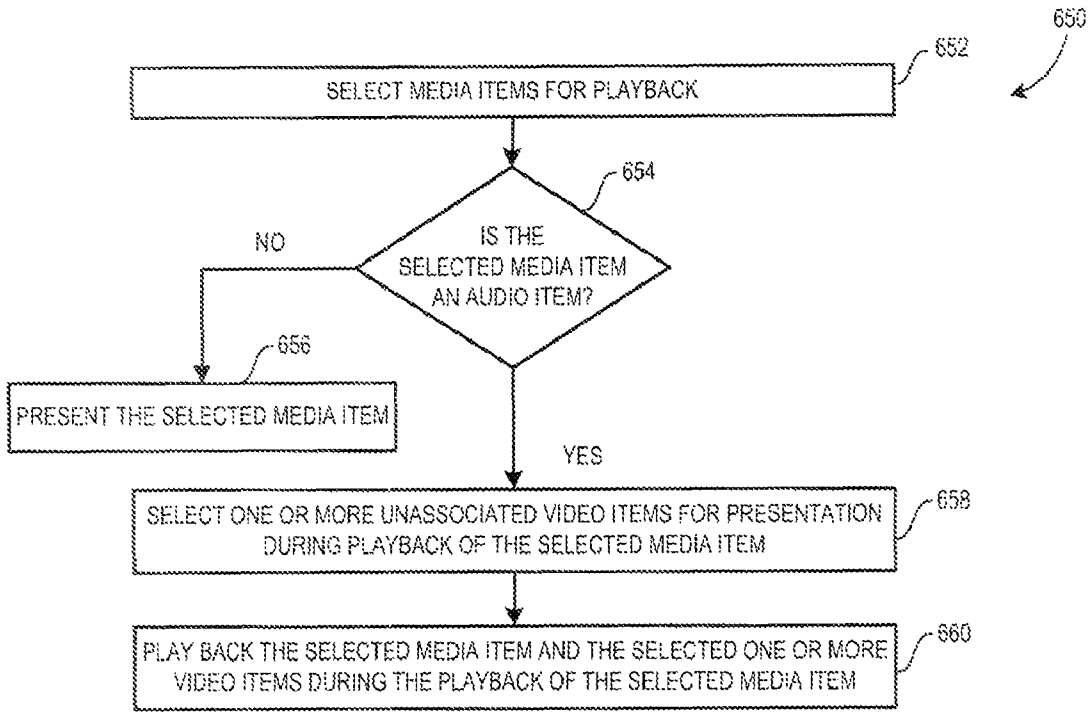 650
652
SELECT MEDIA ITEMS FOR PLAYBACK
654
IS THE
SELECTED MEDIA ITEM
AN AUDIO ITEM?
NO
656
PRESENT THE SELECTED MEDIA ITEM
YES
658
SELECT ONE OR MORE UNASSOCIATED VIDEO ITEMS FOR PRESENTATION
DURING PLAYBACK OF THE SELECTED MEDIA ITEM
660
PLAY BACK THE SELECTED MEDIA ITEM AND THE SELECTED ONE OR MORE
VIDEO ITEMS DURING THE PLAYBACK OF THE SELECTED MEDIA ITEM